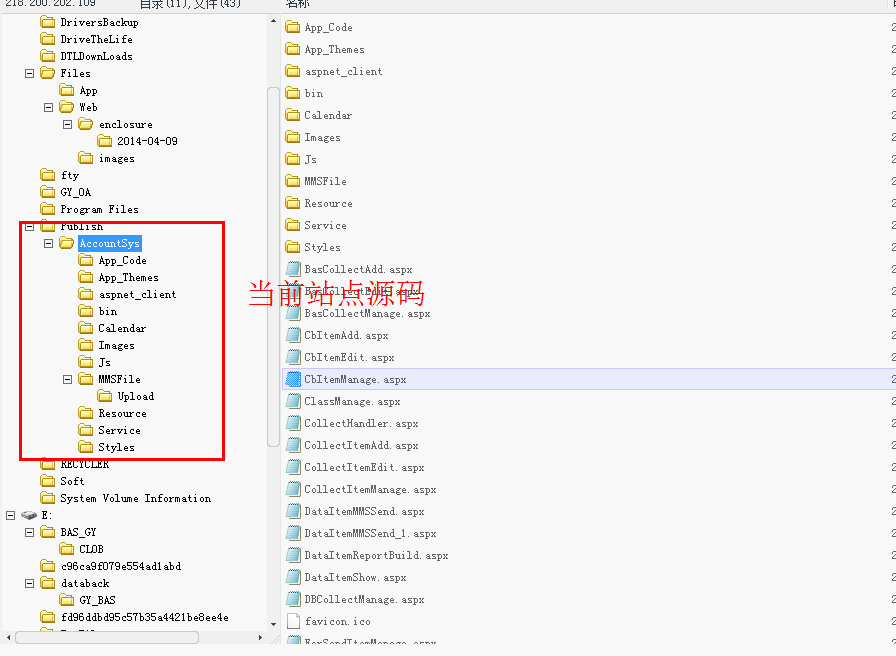 218.200.202.109 目录(11),文件(43)
名称
DriversBackup
DriveTheLife
DTLDownLoads
Files
App
Web
enclosure
2014-04-09
images
fty
GY_OA
Program Files
Publish
AccountSys
App_Code
App_Themes
aspnet_client
bin
Calendar
Images
Js
MMSFile
Upload
Resource
Service
Styles
RECYCLER
Soft
System Volume Information
E:
BAS_GY
CLOB
c96ca9f079e554ad1abd
databack
GY_BAS
fd96ddbd95c57b35a4421be8ee4e
App_Code
App_Themes
aspnet_client
bin
Calendar
Images
Js
MMSFile
Resource
Service
Styles
BasCollectAdd.aspx
当前站点源码
BasCollectManage.aspx
CbItemAdd.aspx
CbItemEdit.aspx
CbItemManage.aspx
ClassManage.aspx
CollectHandler.aspx
CollectItemAdd.aspx
CollectItemEdit.aspx
CollectItemManage.aspx
DataItemMMSSend.aspx
DataItemMMSSend_1.aspx
DataItemReportBuild.aspx
DataItemShow.aspx
DBCollectManage.aspx
favicon.ico